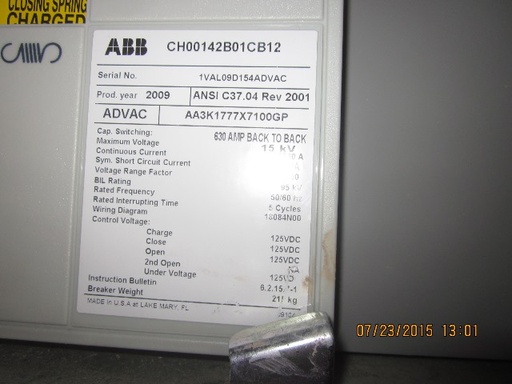 CLOSING SPRING
CHARGED
ABB CH00142B01CB12
Serial No. 1VAL09D154ADVAC
Prod. year 2009 ANSI C37.04 Rev 2001
ADVAC AA3K1777X7100GP
Cap. Switching: 630 AMP BACK TO BACK
Maximum Voltage 15 kV
Continuous Current A
Sym. Short Circuit Current
Voltage Range Factor
BIL Rating 95 kV
Rated Frequency 50/60 hz
Rated Interrupting Time 5 Cycles
Wiring Diagram 18084N00
Control Voltage:
Charge 125VDC
Close 125VDC
Open 125VDC
2nd Open
Under Voltage
Instruction Bulletin
Breaker Weight kg
MADE in U.S.A at LAKE MARY, FL
07/23/2015 13:01